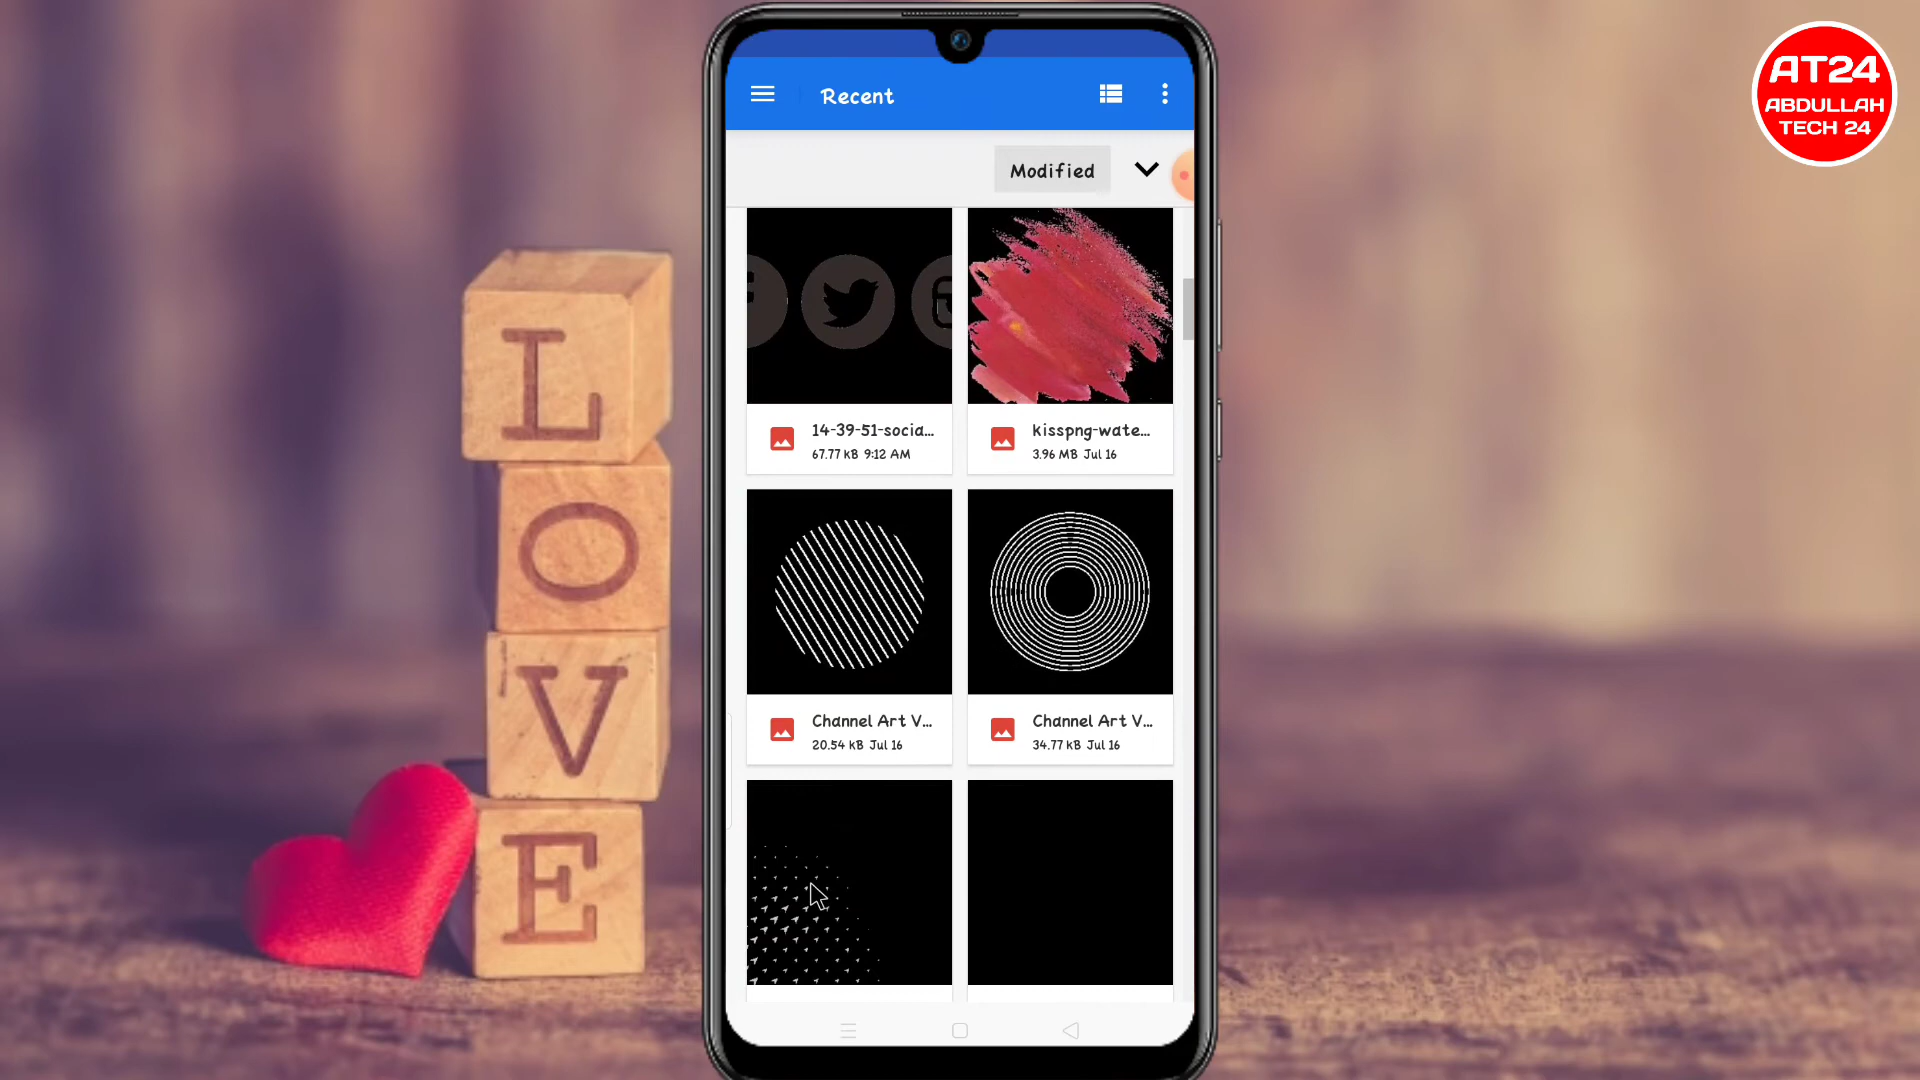 Recent
Modified
14-39-51-socia...
67.77 kB 9:12 AM
kisspng-wate...
3.96 MB Jul 16
Channel Art V...
20.54 kB Jul 16
Channel Art V...
34.77 kB Jul 16
L
O
V
E
AT24
ABDULLAH
TECH 24